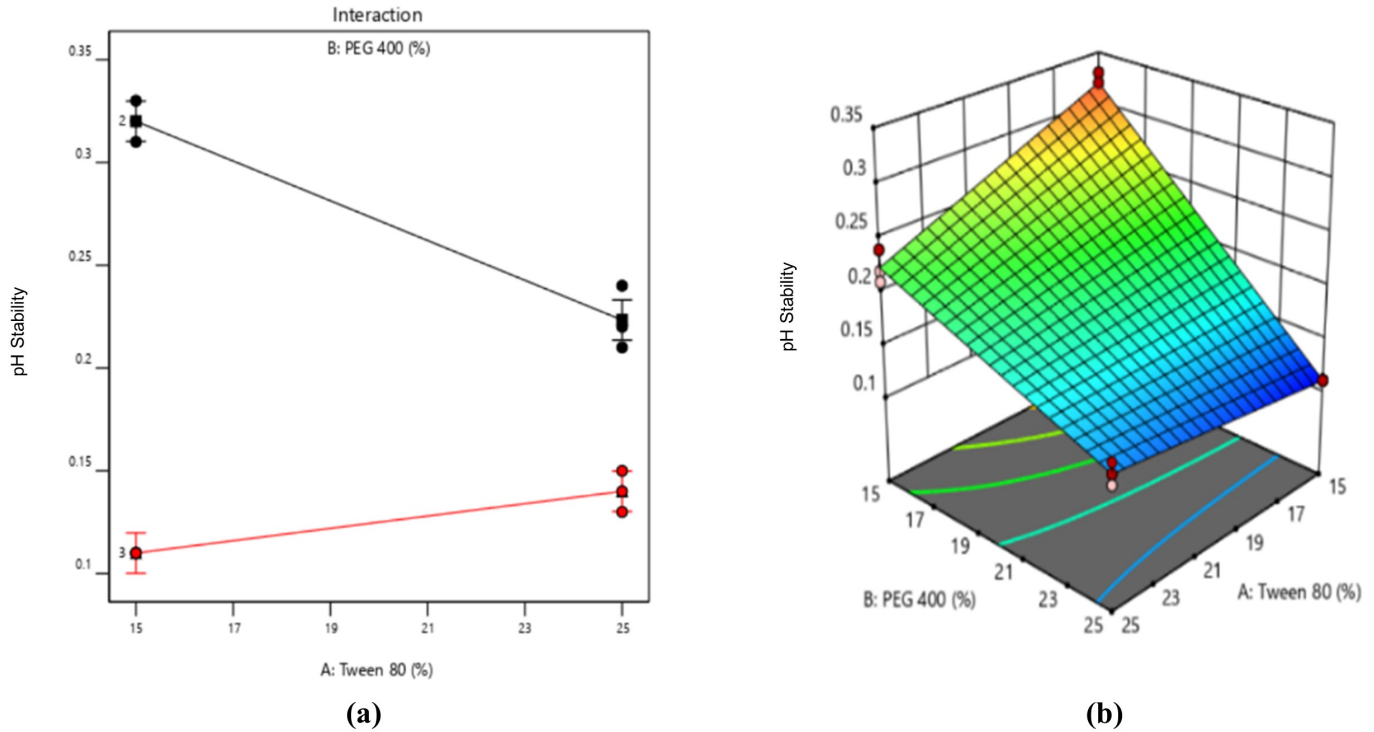 Interaction
B: PEG 400 (%)
0.35
0.3
0.25
0.2
0.15
0.1
2
3
pH Stability
15 17 19 21 23 25
A: Tween 80 (%)
(a)
0.35
0.3
0.25
0.2
0.15
0.1
pH Stability
15
17
19
21
23
25
B: PEG 400 (%)
15
17
19
21
23
25
A: Tween 80 (%)
(b)